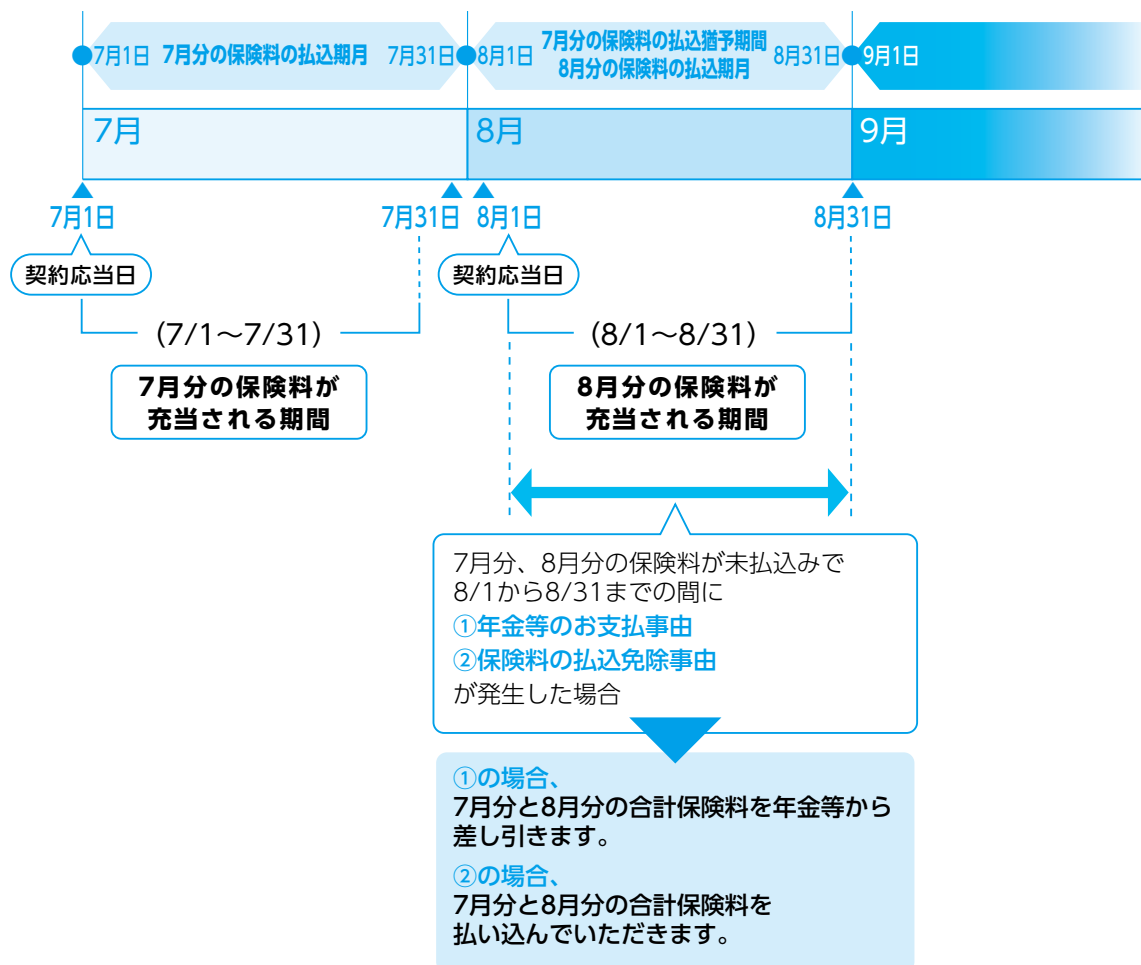 7月1日 7月分の保険料の払込期月 7月31日
8月1日 7月分の保険料の払込猶予期間
8月分の保険料の払込期月 8月31日
9月1日
7月
8月
9月
7月1日
7月31日
8月1日
8月31日
契約応当日
契約応当日
(7/1〜7/31)
(8/1〜8/31)
7月分の保険料が
充当される期間
8月分の保険料が
充当される期間
7月分、8月分の保険料が未払込みで
8/1から8/31までの間に
①年金等のお支払事由
②保険料の払込免除事由
が発生した場合
①の場合、
7月分と8月分の合計保険料を年金等から
差し引きます。
②の場合、
7月分と8月分の合計保険料を
払い込んでいただきます。